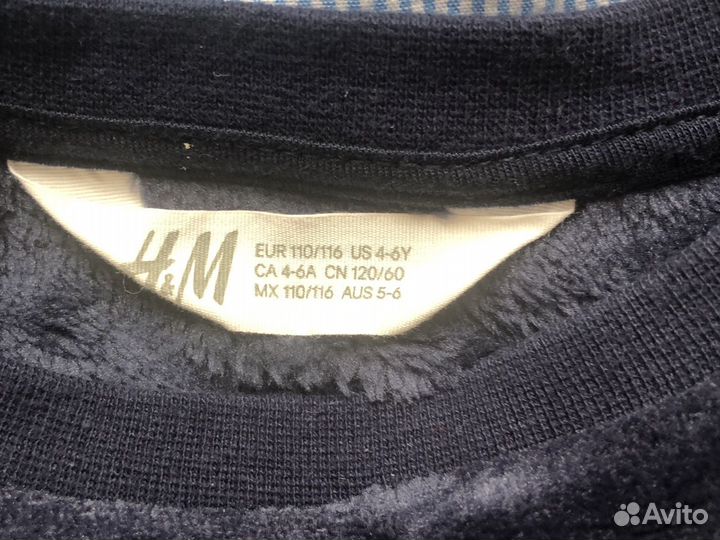 H&M
EUR 110/116 US 4-6Y
CA 4-6A CN 120/60
MX 110/116 AUS 5-6
Avito